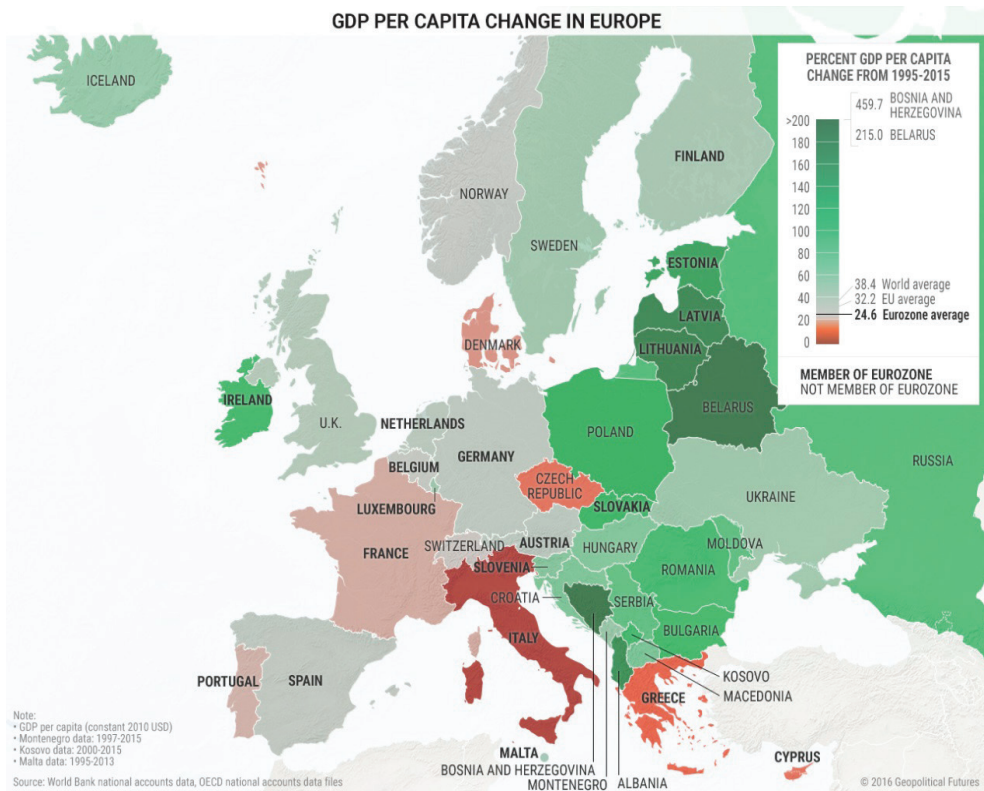 GDP PER CAPITA CHANGE IN EUROPE
PERCENT GDP PER CAPITA
CHANGE FROM 1995-2015
459.7 BOSNIA AND
HERZEGOVINA
215.0 BELARUS
>200
180
160
140
120
100
80
60
40
20
0
38.4 World average
32.2 EU average
24.6 Eurozone average
MEMBER OF EUROZONE
NOT MEMBER OF EUROZONE
ICELAND
NORWAY
FINLAND
SWEDEN
ESTONIA
LATVIA
LITHUANIA
DENMARK
IRELAND
U.K.
NETHERLANDS
BELARUS
POLAND
GERMANY
BELGIUM
RUSSIA
CZECH
REPUBLIC
UKRAINE
LUXEMBOURG
SLOVAKIA
FRANCE
SWITZERLAND
AUSTRIA
HUNGARY
MOLDOVA
SLOVENIA
ROMANIA
CROATIA
SERBIA
ITALY
BULGARIA
PORTUGAL
SPAIN
KOSOVO
MACEDONIA
GREECE
MALTA
CYPRUS
BOSNIA AND HERZEGOVINA
MONTENEGRO
ALBANIA
Note:
• GDP per capita (constant 2010 USD)
• Montenegro data: 1997-2015
• Kosovo data: 2000-2015
• Malta data: 1995-2013
Source: World Bank national accounts data, OECD national accounts data files
© 2016 Geopolitical Futures